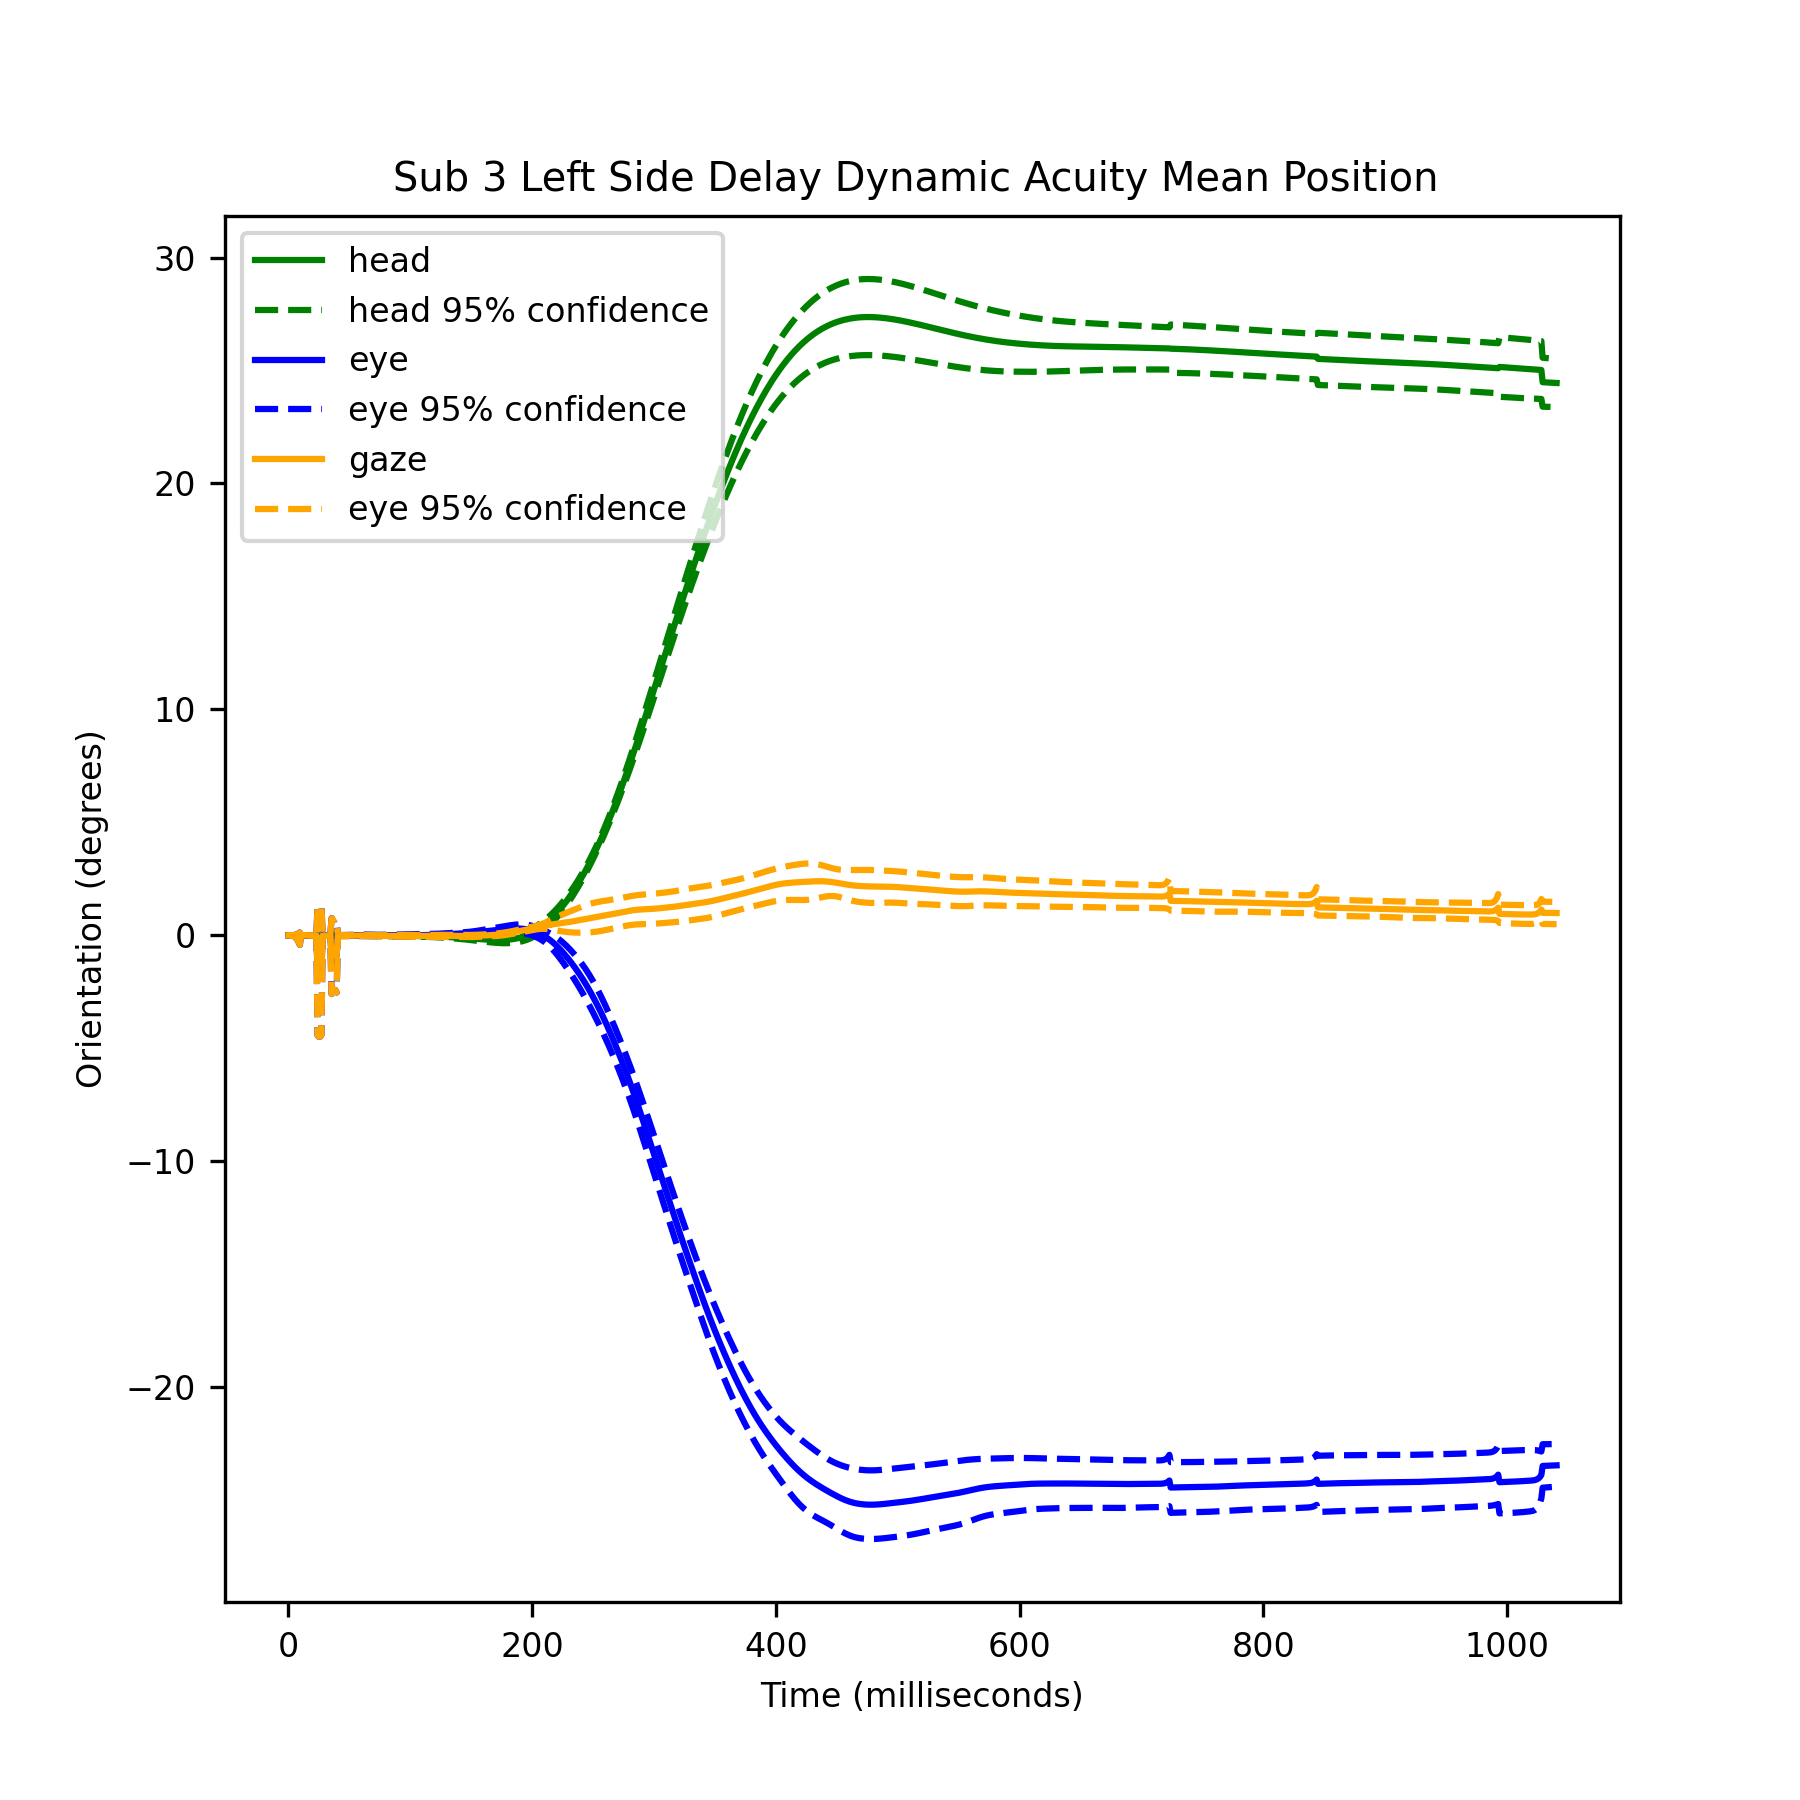 Sub 3 Left Side Delay Dynamic Acuity Mean Position
head
head 95% confidence
eye
eye 95% confidence
gaze
eye 95% confidence
Orientation (degrees)
30
20
10
0
−10
−20
0 200 400 600 800 1000
Time (milliseconds)